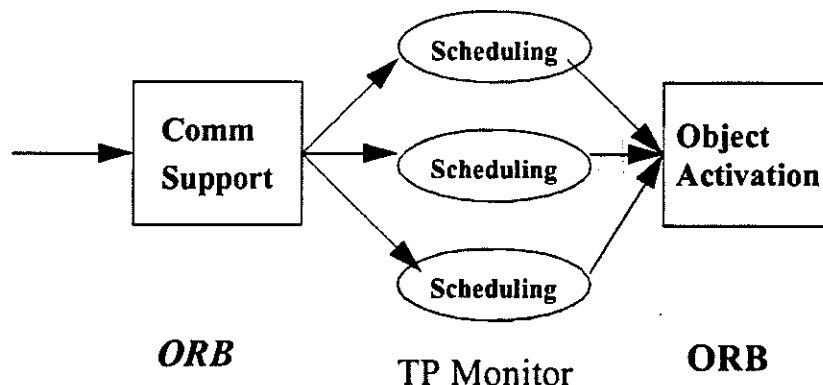 Scheduling
Comm
Support
Scheduling
Object
Activation
Scheduling
ORB
TP Monitor
ORB